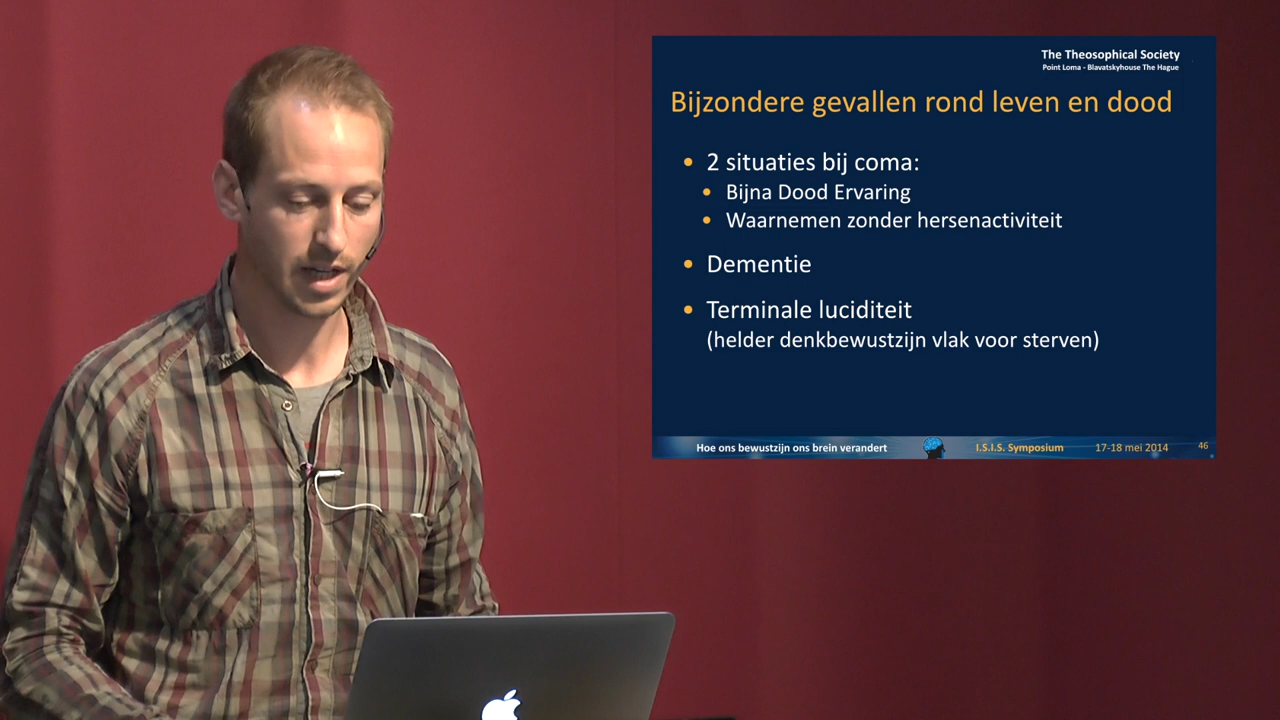 The Theosophical Society
Point Loma - Blavatskyhouse The Hague
Bijzondere gevallen rond leven en dood
• 2 situaties bij coma:
• Bijna Dood Ervaring
• Waarnemen zonder hersenactiviteit
• Dementie
• Terminale luciditeit
(helder denkbewustzijn vlak voor sterven)
Hoe ons bewustzijn ons brein verandert I.S.I.S. Symposium 17-18 mei 2014 46